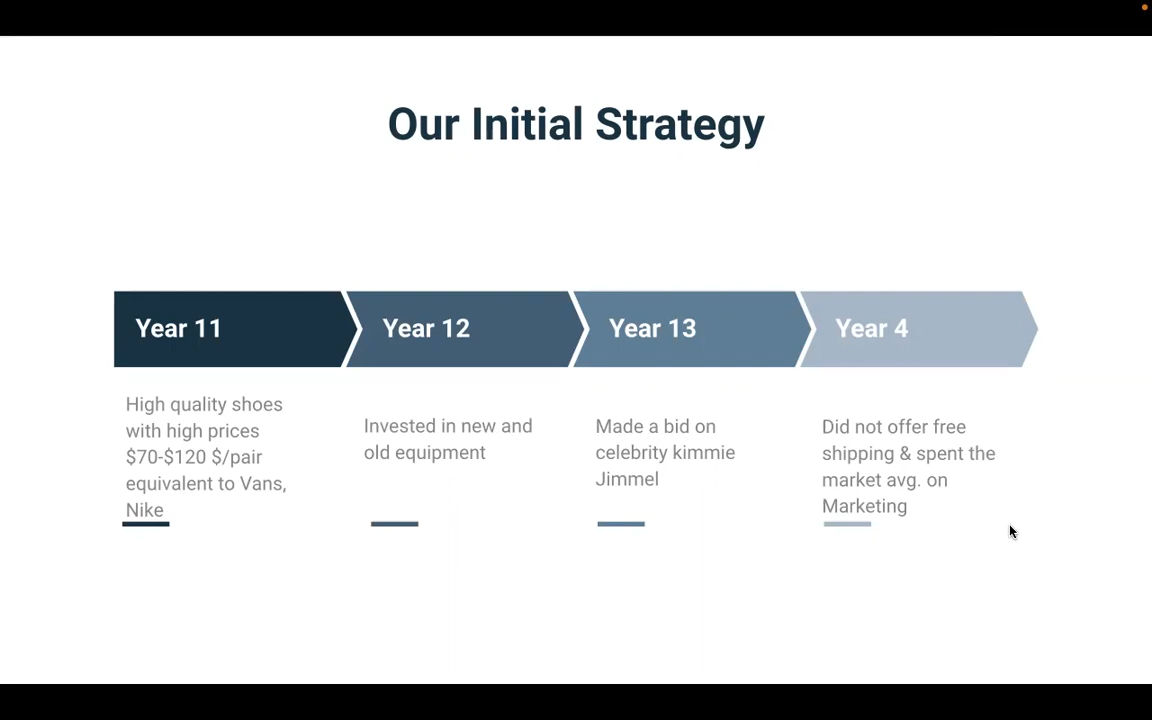 Our Initial Strategy
Year 11
Year 12
Year 13
Year 4
High quality shoes
with high prices
$70-$120 $/pair
equivalent to Vans,
Nike
Invested in new and
old equipment
Made a bid on
celebrity kimmie
Jimmel
Did not offer free
shipping & spent the
market avg. on
Marketing